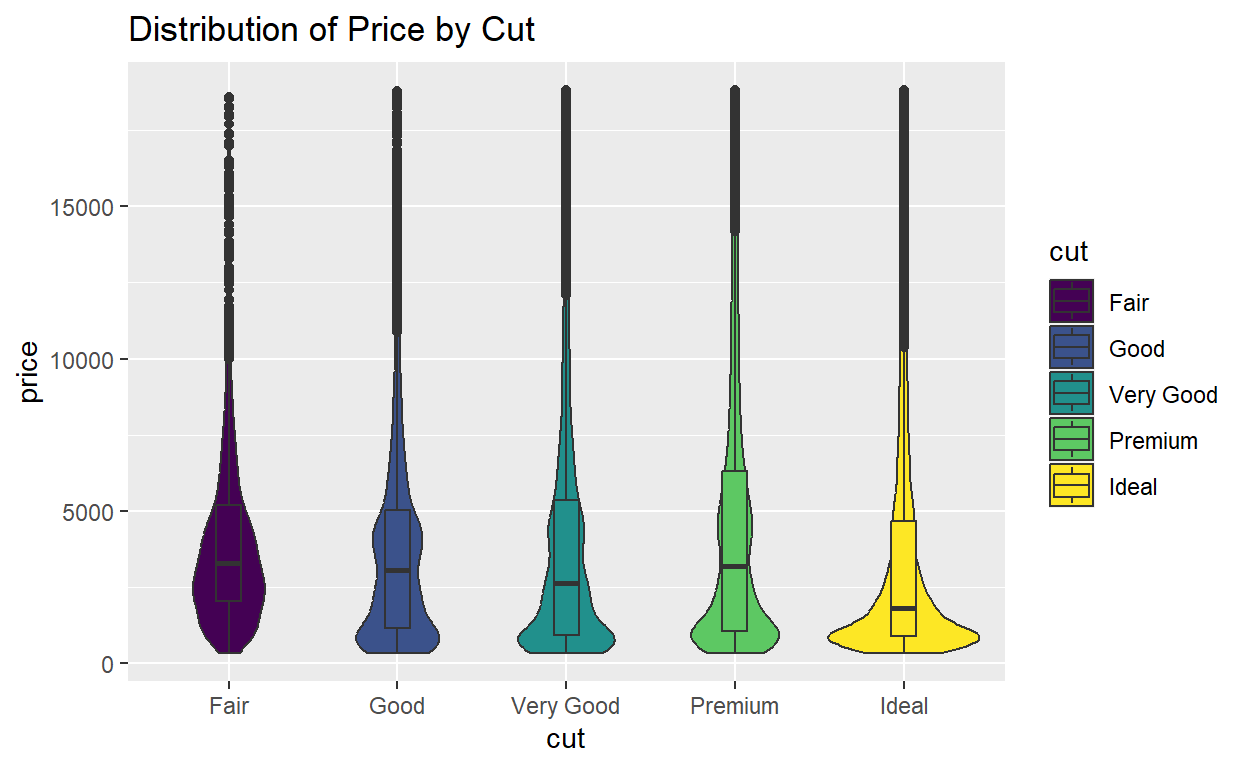 Distribution of Price by Cut
price
15000
10000
5000
0
Fair
Good
Very Good
Premium
Ideal
cut
cut
Fair
Good
Very Good
Premium
Ideal